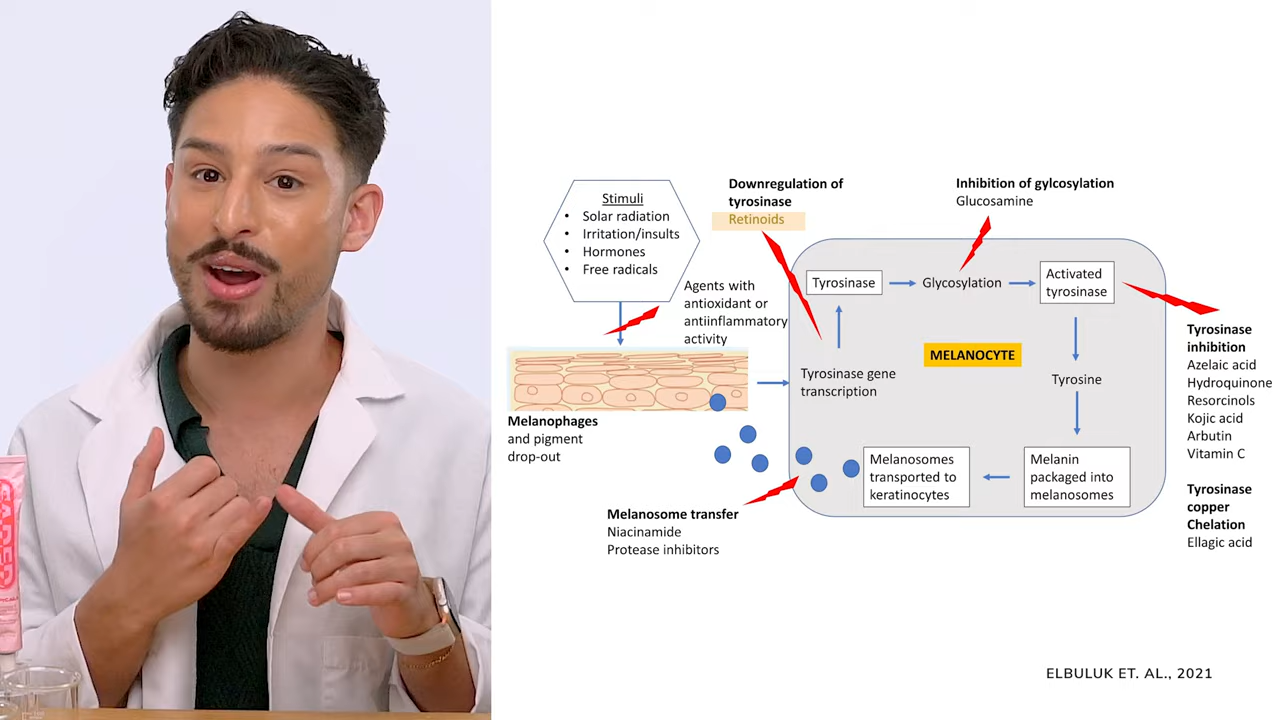 Stimuli
• Solar radiation
• Irritation/insults
• Hormones
• Free radicals
Downregulation of
tyrosinase
Retinoids
Inhibition of gylcosylation
Glucosamine
Agents with
antioxidant or
antiinflammatory
activity
Tyrosinase
Glycosylation
Activated
tyrosinase
Tyrosinase
inhibition
Azelaic acid
Hydroquinone
Resorcinols
Kojic acid
Arbutin
Vitamin C
MELANOCYTE
Tyrosinase gene
transcription
Tyrosine
Melanophages
and pigment
drop-out
Melanosomes
transported to
keratinocytes
Melanin
packaged into
melanosomes
Tyrosinase
copper
Chelation
Ellagic acid
Melanosome transfer
Niacinamide
Protease inhibitors
ELBULUK ET. AL., 2021